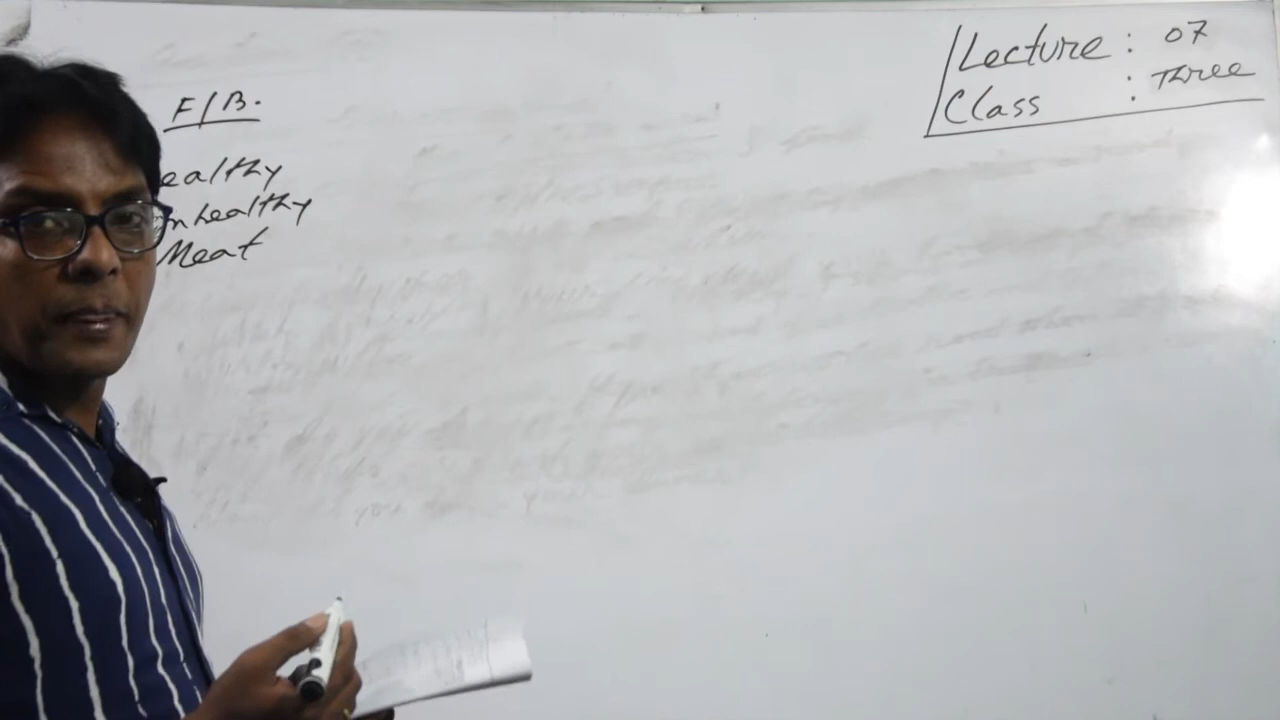 Lecture : 07
Class : Three
F/B.
ealthy
nhealthy
Meat